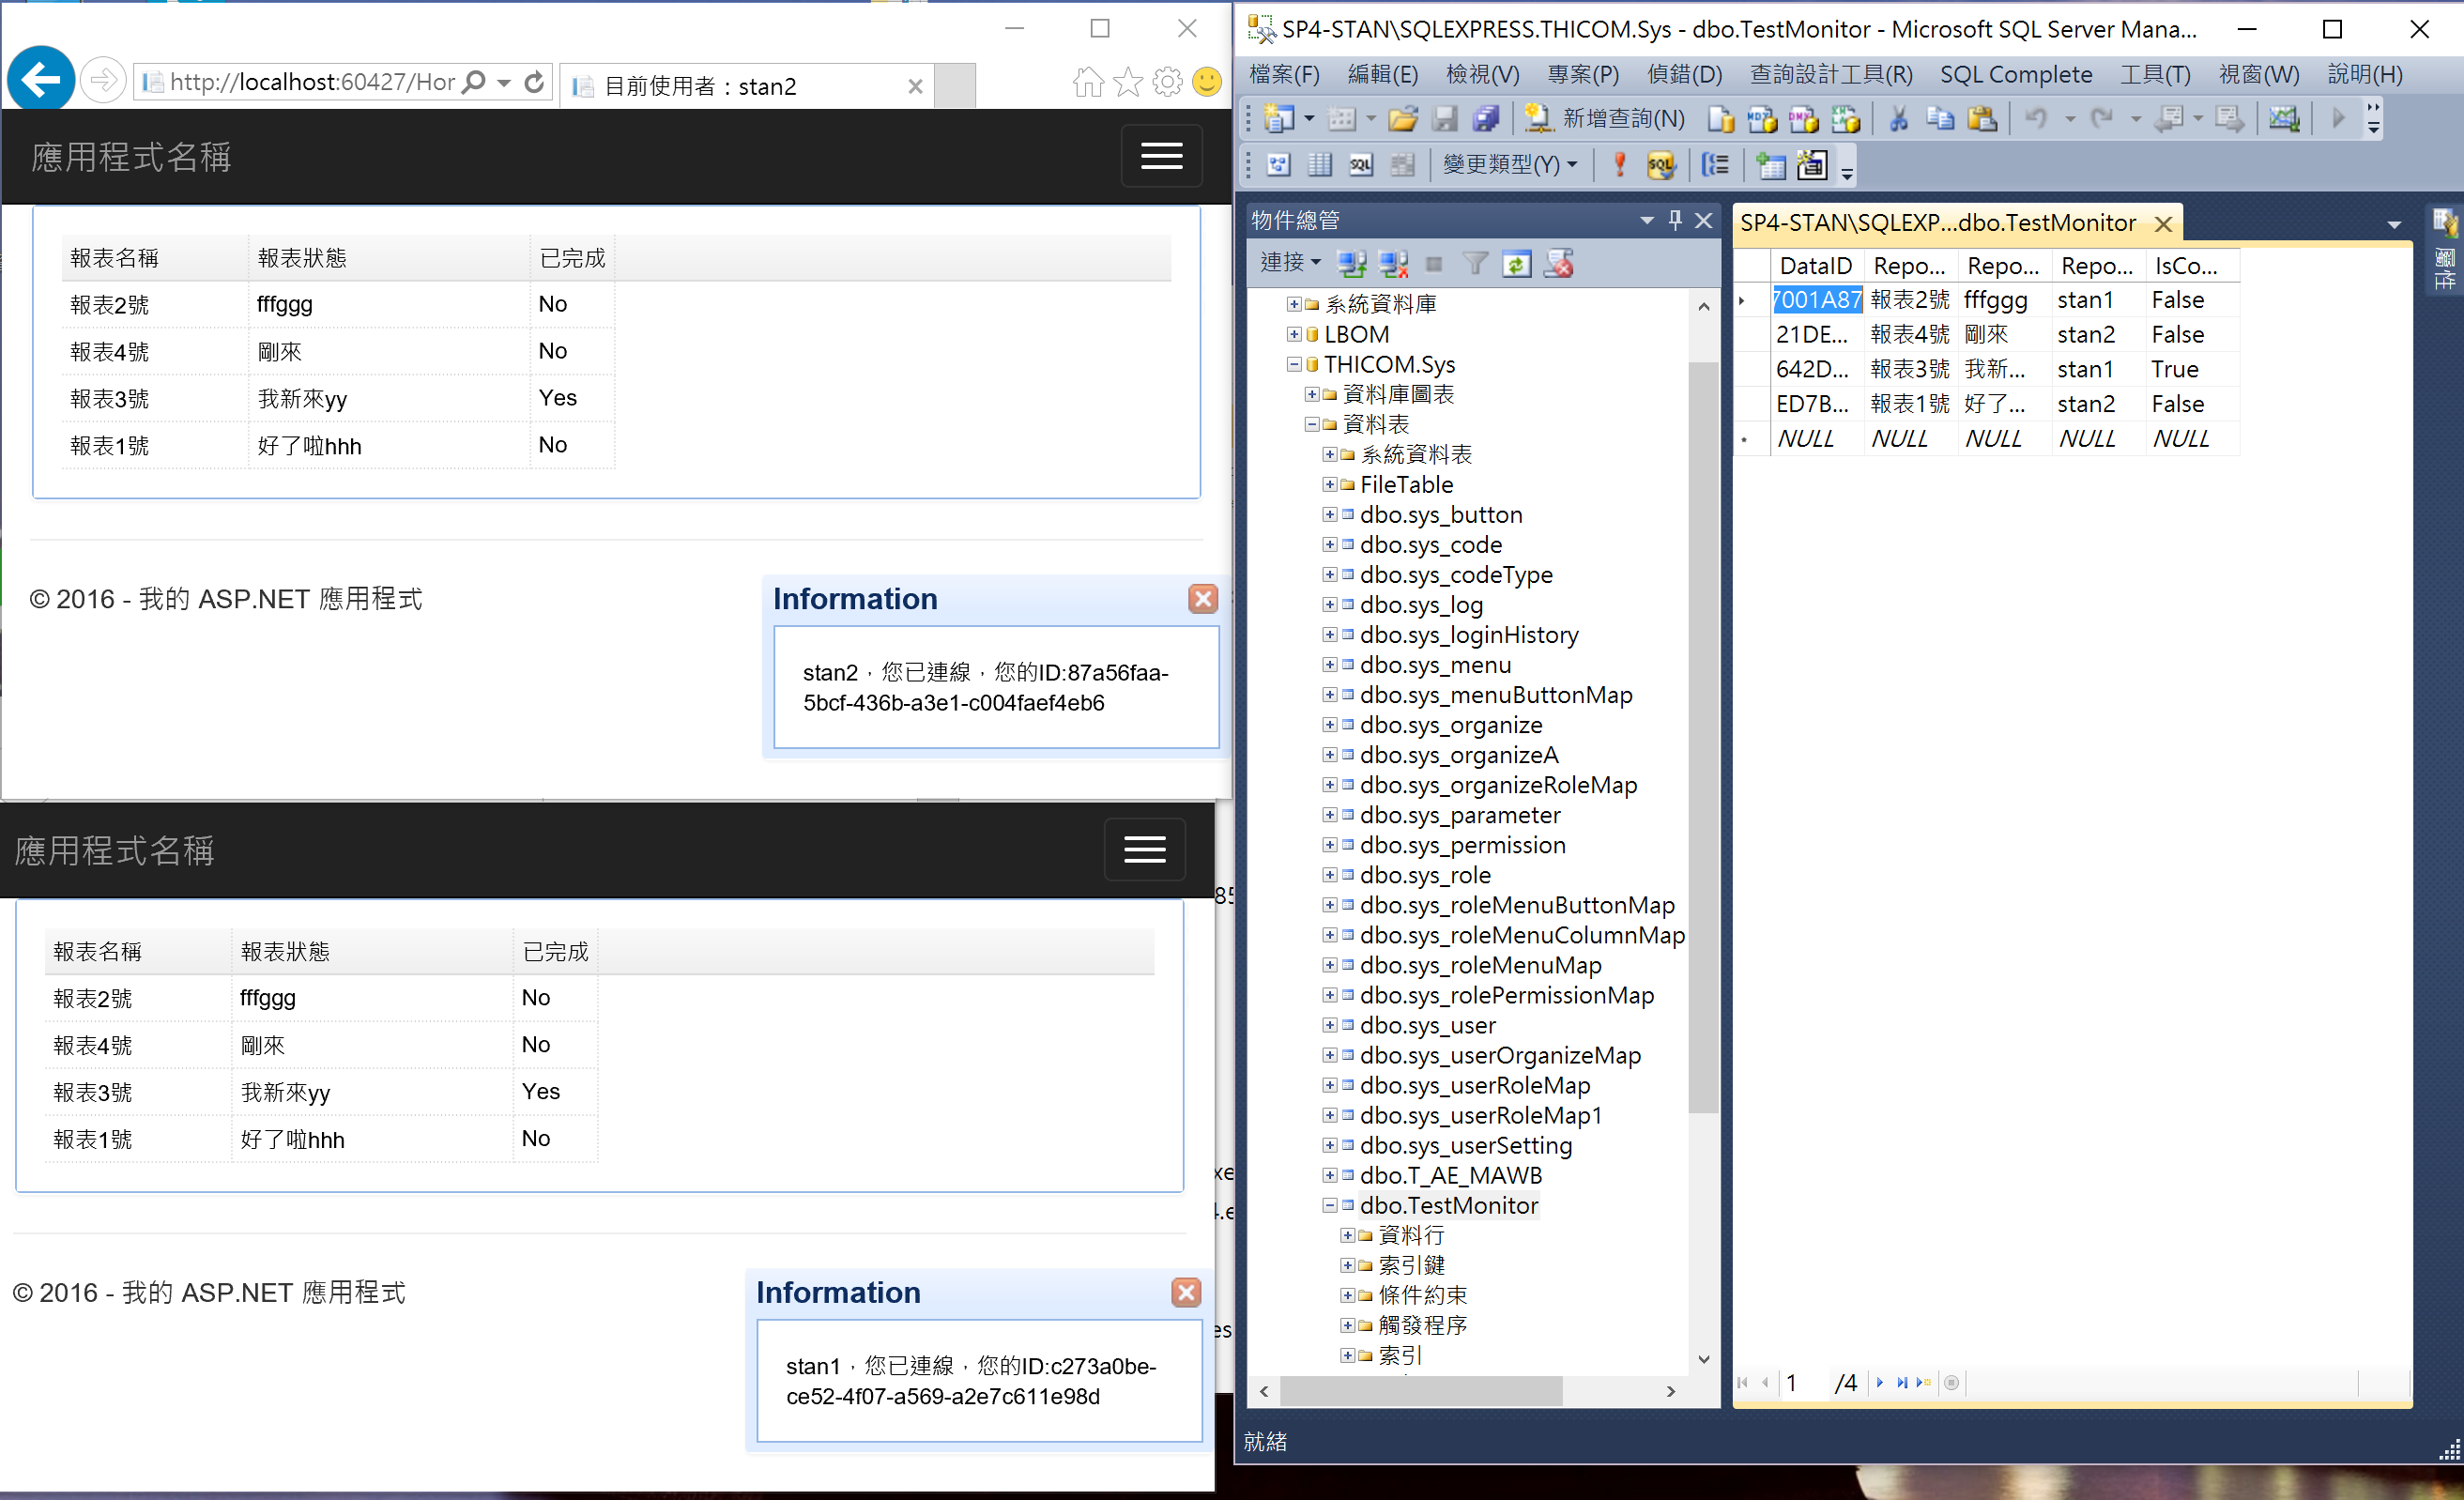 http://localhost:60427/Hor
目前使用者：stan2
應用程式名稱
報表名稱 報表狀態 已完成
報表2號 fffggg No
報表4號 剛來 No
報表3號 我新來yy Yes
報表1號 好了啦hhh No
© 2016 - 我的 ASP.NET 應用程式
Information
stan2，您已連線，您的ID:87a56faa-
5bcf-436b-a3e1-c004faef4eb6
應用程式名稱
報表名稱 報表狀態 已完成
報表2號 fffggg No
報表4號 剛來 No
報表3號 我新來yy Yes
報表1號 好了啦hhh No
© 2016 - 我的 ASP.NET 應用程式
Information
stan1，您已連線，您的ID:c273a0be-
ce52-4f07-a569-a2e7c611e98d
SP4-STAN\SQLEXPRESS.THICOM.Sys - dbo.TestMonitor - Microsoft SQL Server Mana...
檔案(F) 編輯(E) 檢視(V) 專案(P) 偵錯(D) 查詢設計工具(R) SQL Complete 工具(T) 視窗(W) 說明(H)
新增查詢(N)
變更類型(Y)
物件總管
連接
系統資料庫
LBOM
THICOM.Sys
資料庫圖表
資料表
系統資料表
FileTable
dbo.sys_button
dbo.sys_code
dbo.sys_codeType
dbo.sys_log
dbo.sys_loginHistory
dbo.sys_menu
dbo.sys_menuButtonMap
dbo.sys_organize
dbo.sys_organizeA
dbo.sys_organizeRoleMap
dbo.sys_parameter
dbo.sys_permission
dbo.sys_role
dbo.sys_roleMenuButtonMap
dbo.sys_roleMenuColumnMap
dbo.sys_roleMenuMap
dbo.sys_rolePermissionMap
dbo.sys_user
dbo.sys_userOrganizeMap
dbo.sys_userRoleMap
dbo.sys_userRoleMap1
dbo.sys_userSetting
dbo.T_AE_MAWB
dbo.TestMonitor
資料行
索引鍵
條件約束
觸發程序
索引
SP4-STAN\SQLEXP...dbo.TestMonitor
DataID Repo... Repo... Repo... IsCo...
7001A87 報表2號 fffggg stan1 False
21DE... 報表4號 剛來 stan2 False
642D... 報表3號 我新... stan1 True
ED7B... 報表1號 好了... stan2 False
NULL NULL NULL NULL NULL
1 /4
屬性
就緒